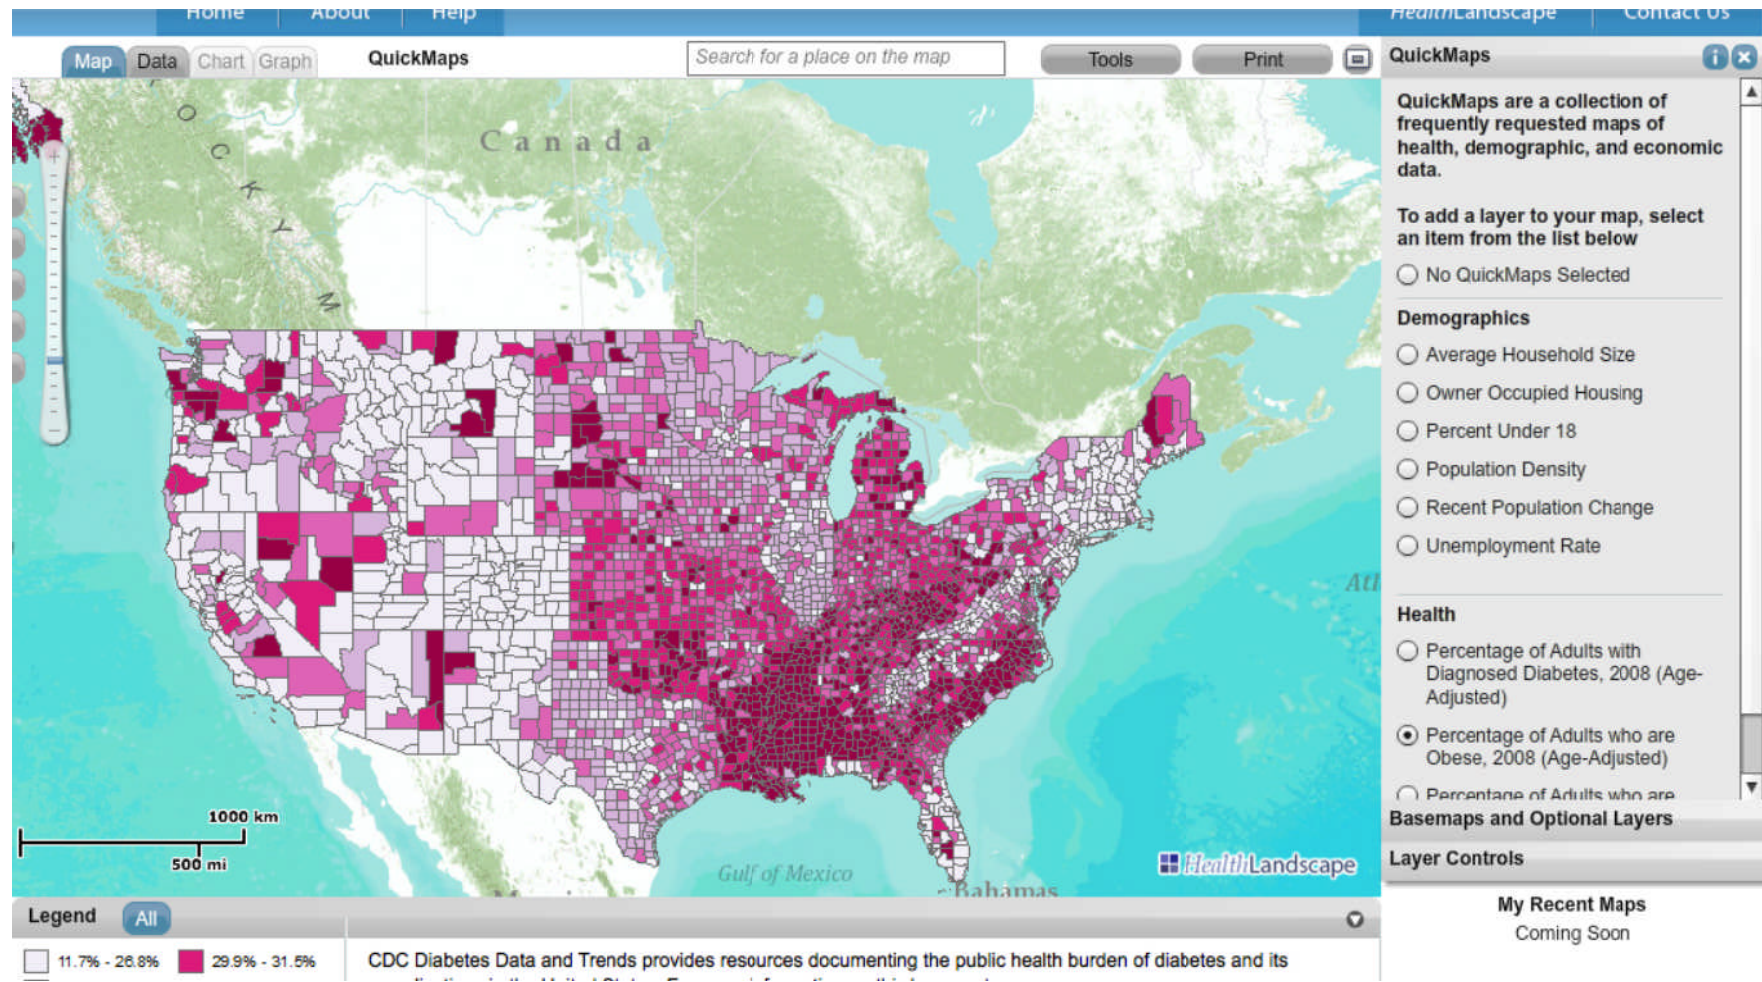 Home About Help HealthLandscape Contact Us
Map Data Chart Graph QuickMaps Search for a place on the map Tools Print QuickMaps
QuickMaps are a collection of
frequently requested maps of
health, demographic, and economic
data.
To add a layer to your map, select
an item from the list below
No QuickMaps Selected
Demographics
Average Household Size
Owner Occupied Housing
Percent Under 18
Population Density
Recent Population Change
Unemployment Rate
Health
Percentage of Adults with
Diagnosed Diabetes, 2008 (Age-
Adjusted)
Percentage of Adults who are
Obese, 2008 (Age-Adjusted)
Percentage of Adults who are
Basemaps and Optional Layers
Layer Controls
My Recent Maps
Coming Soon
O C K Y M
Canada
Atl
1000 km
500 mi
Gulf of Mexico
HealthLandscape
Bahamas
Legend All
11.7% - 26.8% 29.9% - 31.5%
CDC Diabetes Data and Trends provides resources documenting the public health burden of diabetes and its